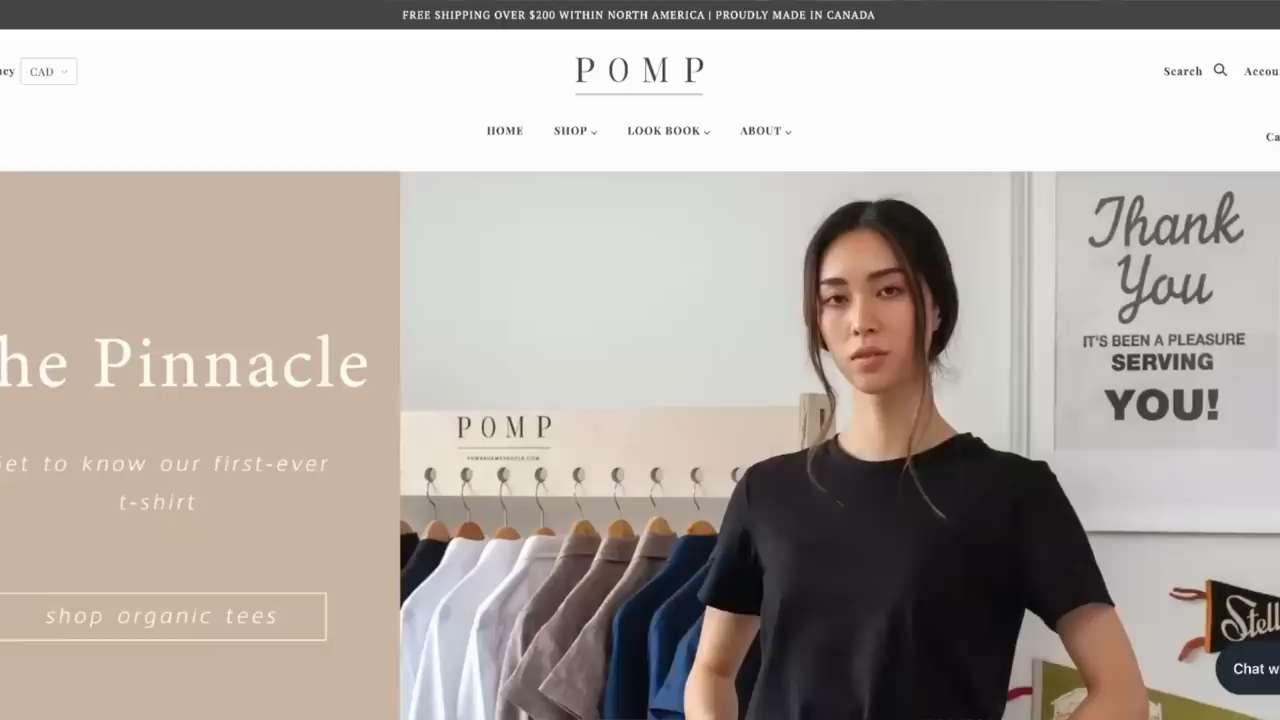 FREE SHIPPING OVER $200 WITHIN NORTH AMERICA | PROUDLY MADE IN CANADA
CAD
POMP
Search
HOME SHOP LOOK BOOK ABOUT
Thank
You
IT'S BEEN A PLEASURE
SERVING
YOU!
he Pinnacle
POMP
et to know our first-ever
t-shirt
shop organic tees
Stell
Chat w